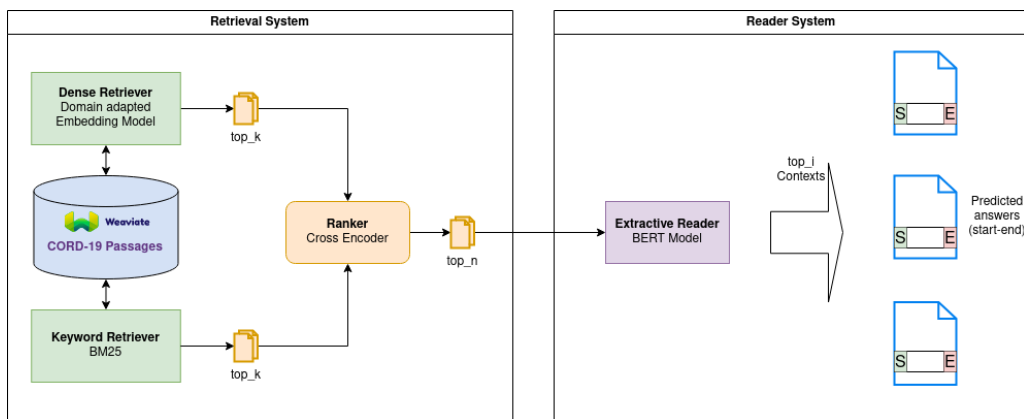 Retrieval System
Dense Retriever
Domain adapted
Embedding Model
top_k
Weaviate
CORD-19 Passages
Ranker
Cross Encoder
top_n
Keyword Retriever
BM25
top_k
Reader System
Extractive Reader
BERT Model
top_i
Contexts
S E
S E
Predicted
answers
(start-end)
S E